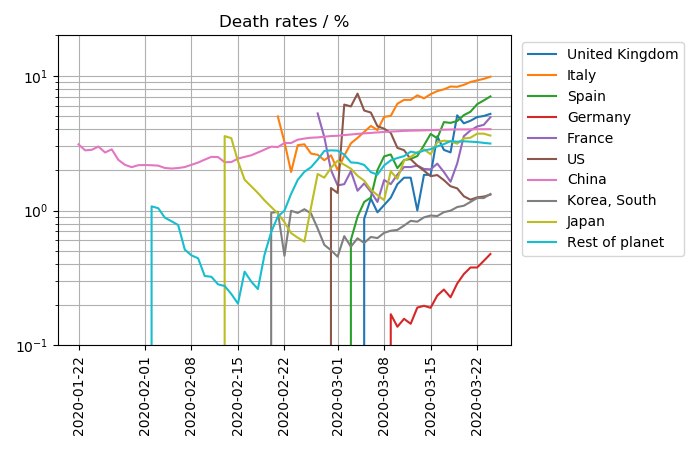 Death rates / %
10¹
10⁰
10⁻¹
2020-01-22
2020-02-01
2020-02-08
2020-02-15
2020-02-22
2020-03-01
2020-03-08
2020-03-15
2020-03-22
United Kingdom
Italy
Spain
Germany
France
US
China
Korea, South
Japan
Rest of planet